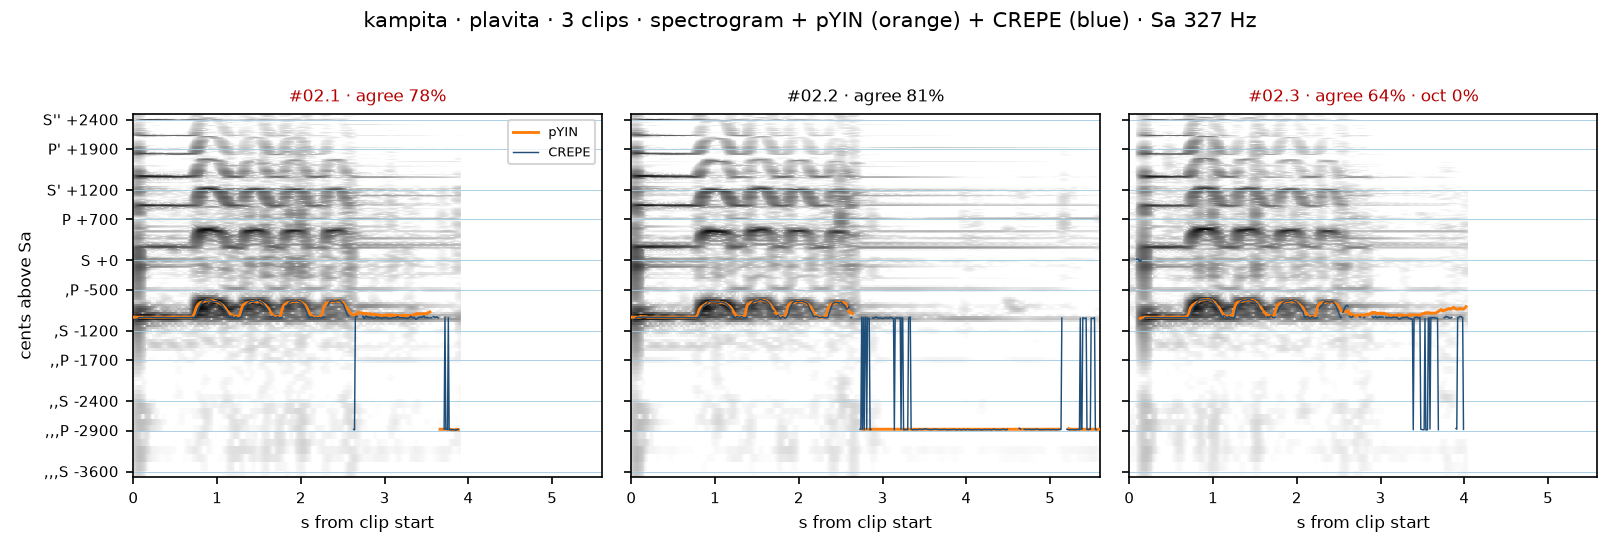 kampita · plavita · 3 clips · spectrogram + pYIN (orange) + CREPE (blue) · Sa 327 Hz
#02.1 · agree 78%
#02.2 · agree 81%
#02.3 · agree 64% · oct 0%
pYIN
CREPE
cents above Sa
S'' +2400
P' +1900
S' +1200
P +700
S +0
,P -500
,S -1200
,,P -1700
,,S -2400
,,,P -2900
,,,S -3600
0 1 2 3 4 5
0 1 2 3 4 5
0 1 2 3 4 5
s from clip start
s from clip start
s from clip start